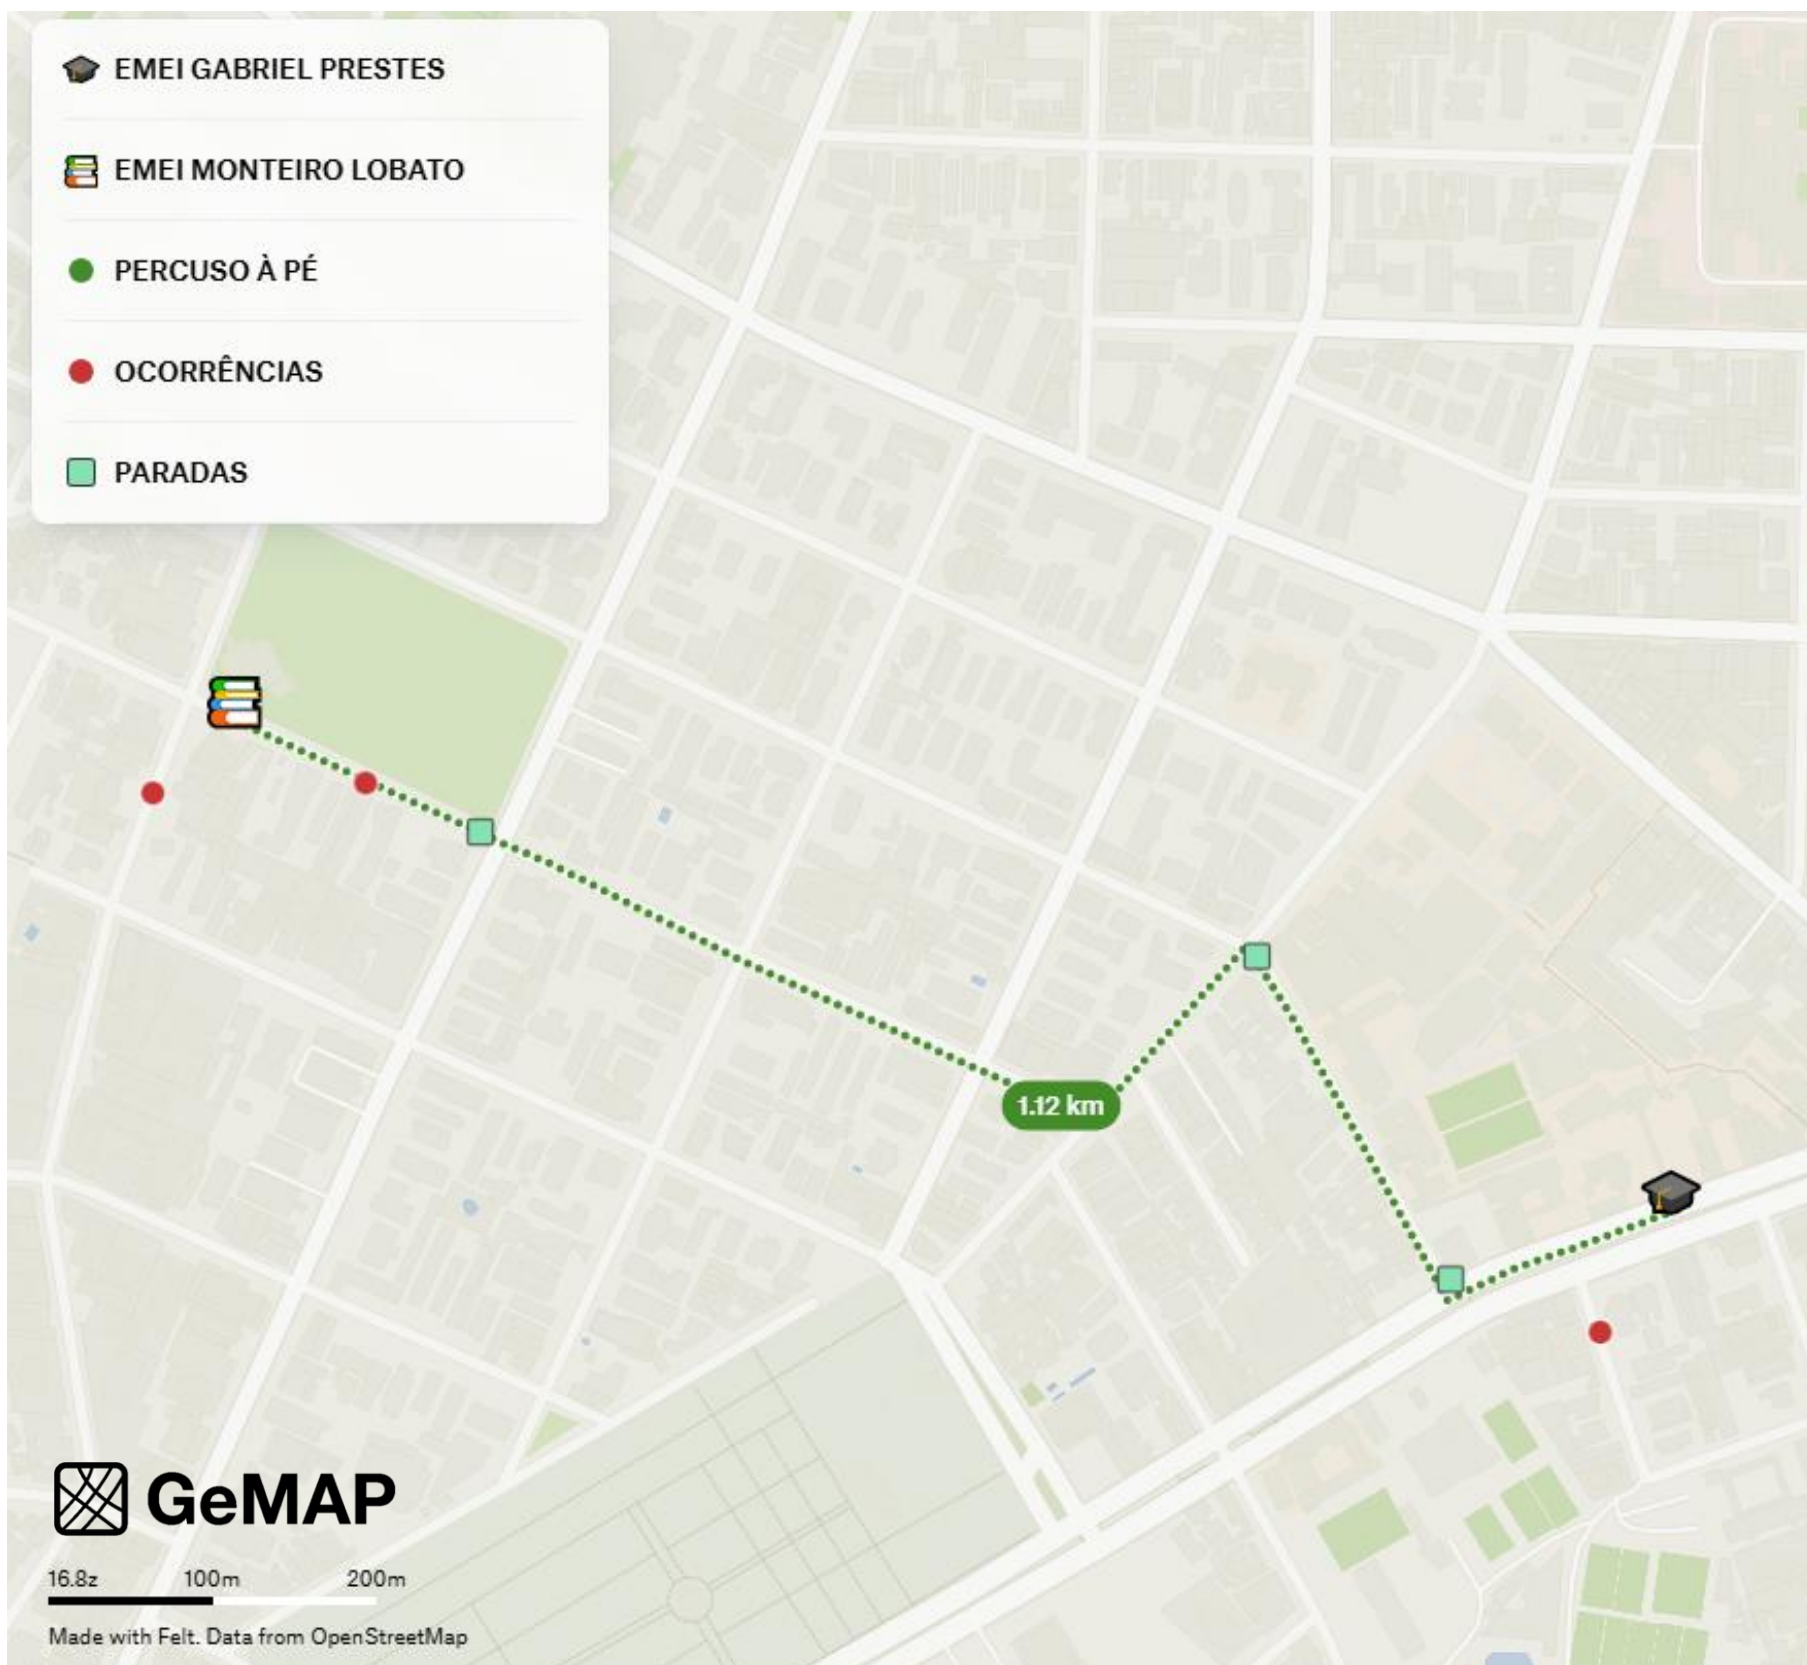 EMEI GABRIEL PRESTES
EMEI MONTEIRO LOBATO
PERCUSO À PÉ
OCORRÊNCIAS
PARADAS
1.12 km
GeMAP
16.8z 100m 200m
Made with Felt. Data from OpenStreetMap